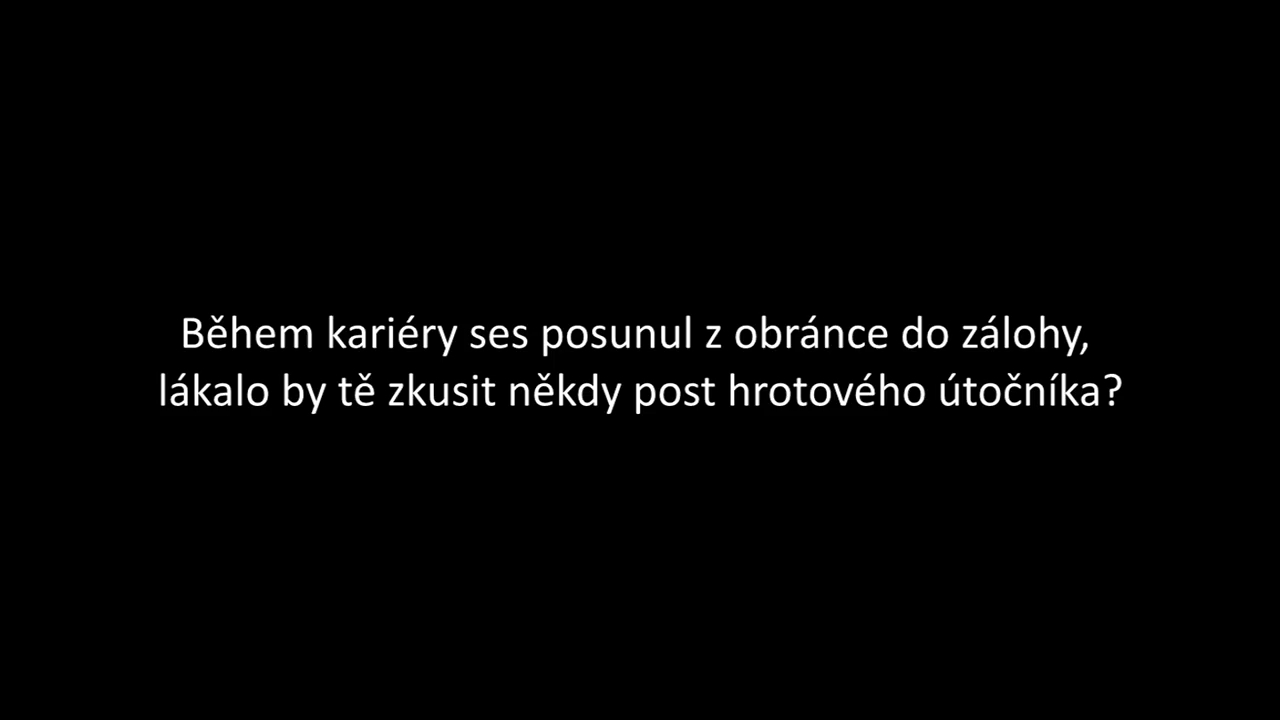 Během kariéry ses posunul z obránce do zálohy,
lákalo by tě zkusit někdy post hrotového útočníka?